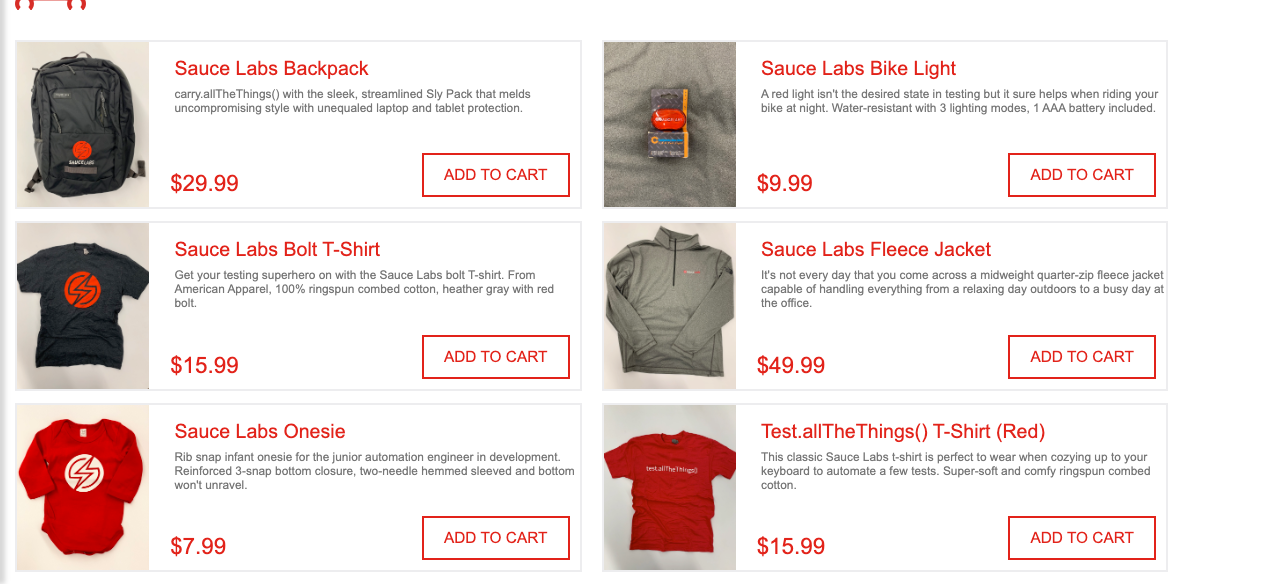 Sauce Labs Backpack
carry.allTheThings() with the sleek, streamlined Sly Pack that melds
uncompromising style with unequaled laptop and tablet protection.
$29.99
ADD TO CART
Sauce Labs Bike Light
A red light isn't the desired state in testing but it sure helps when riding your
bike at night. Water-resistant with 3 lighting modes, 1 AAA battery included.
$9.99
ADD TO CART
Sauce Labs Bolt T-Shirt
Get your testing superhero on with the Sauce Labs bolt T-shirt. From
American Apparel, 100% ringspun combed cotton, heather gray with red
bolt.
$15.99
ADD TO CART
Sauce Labs Fleece Jacket
It's not every day that you come across a midweight quarter-zip fleece jacket
capable of handling everything from a relaxing day outdoors to a busy day at
the office.
$49.99
ADD TO CART
Sauce Labs Onesie
Rib snap infant onesie for the junior automation engineer in development.
Reinforced 3-snap bottom closure, two-needle hemmed sleeved and bottom
won't unravel.
$7.99
ADD TO CART
test.allTheThings()
Test.allTheThings() T-Shirt (Red)
This classic Sauce Labs t-shirt is perfect to wear when cozying up to your
keyboard to automate a few tests. Super-soft and comfy ringspun combed
cotton.
$15.99
ADD TO CART